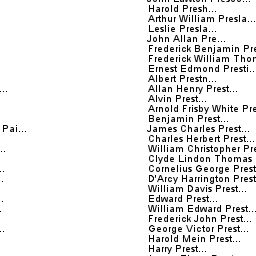 Harold Presh...
Arthur William Presla...
Leslie Presla...
John Allan Pre...
Frederick Benjamin Pre
Frederick William Thor
Ernest Edmond Presti...
Albert Prestn...
...
Allan Henry Prest...
Alvin Prest...
Arnold Frisby White Pre
Benjamin Prest...
Pai...
James Charles Prest...
Charles Herbert Prest...
..
William Christopher Pr
Clyde Lindon Thomas
..
Cornelius George Prest
.
D'Arcy Harrington Prest
William Davis Prest...
..
Edward Prest...
.
William Edward Prest...
Frederick John Prest...
..
George Victor Prest...
Harold Mein Prest...
Harry Prest...